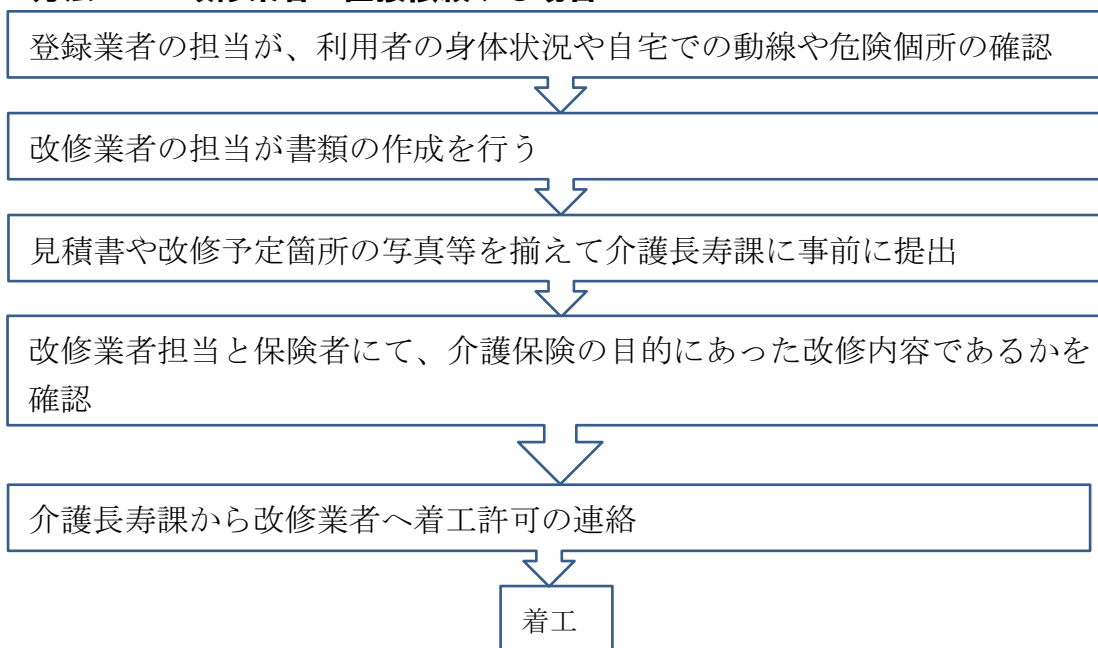 登録業者の担当が、利用者の身体状況や自宅での動線や危険個所の確認
改修業者の担当が書類の作成を行う
見積書や改修予定箇所の写真等を揃えて介護長寿課に事前に提出
改修業者担当と保険者にて、介護保険の目的にあった改修内容であるかを
確認
介護長寿課から改修業者へ着工許可の連絡
着工